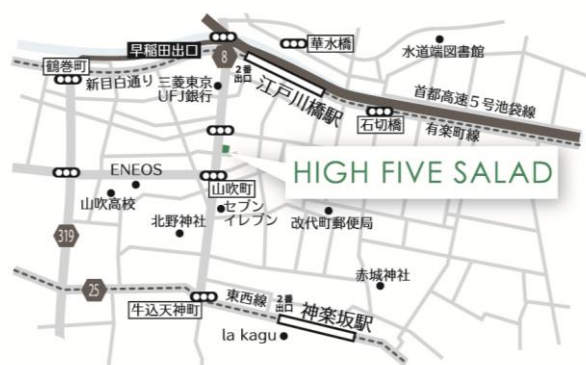 早稲田出口
華水橋
水道端図書館
鶴巻町
新目白通り
8
2番
出口
三菱東京
UFJ銀行
江戸川橋駅
首都高速5号池袋線
石切橋
有楽町線
HIGH FIVE SALAD
ENEOS
山吹町
山吹高校
セブン
イレブン
北野神社
改代町郵便局
319
赤城神社
25
東西線
2番
出口
牛込天神町
神楽坂駅
la kagu